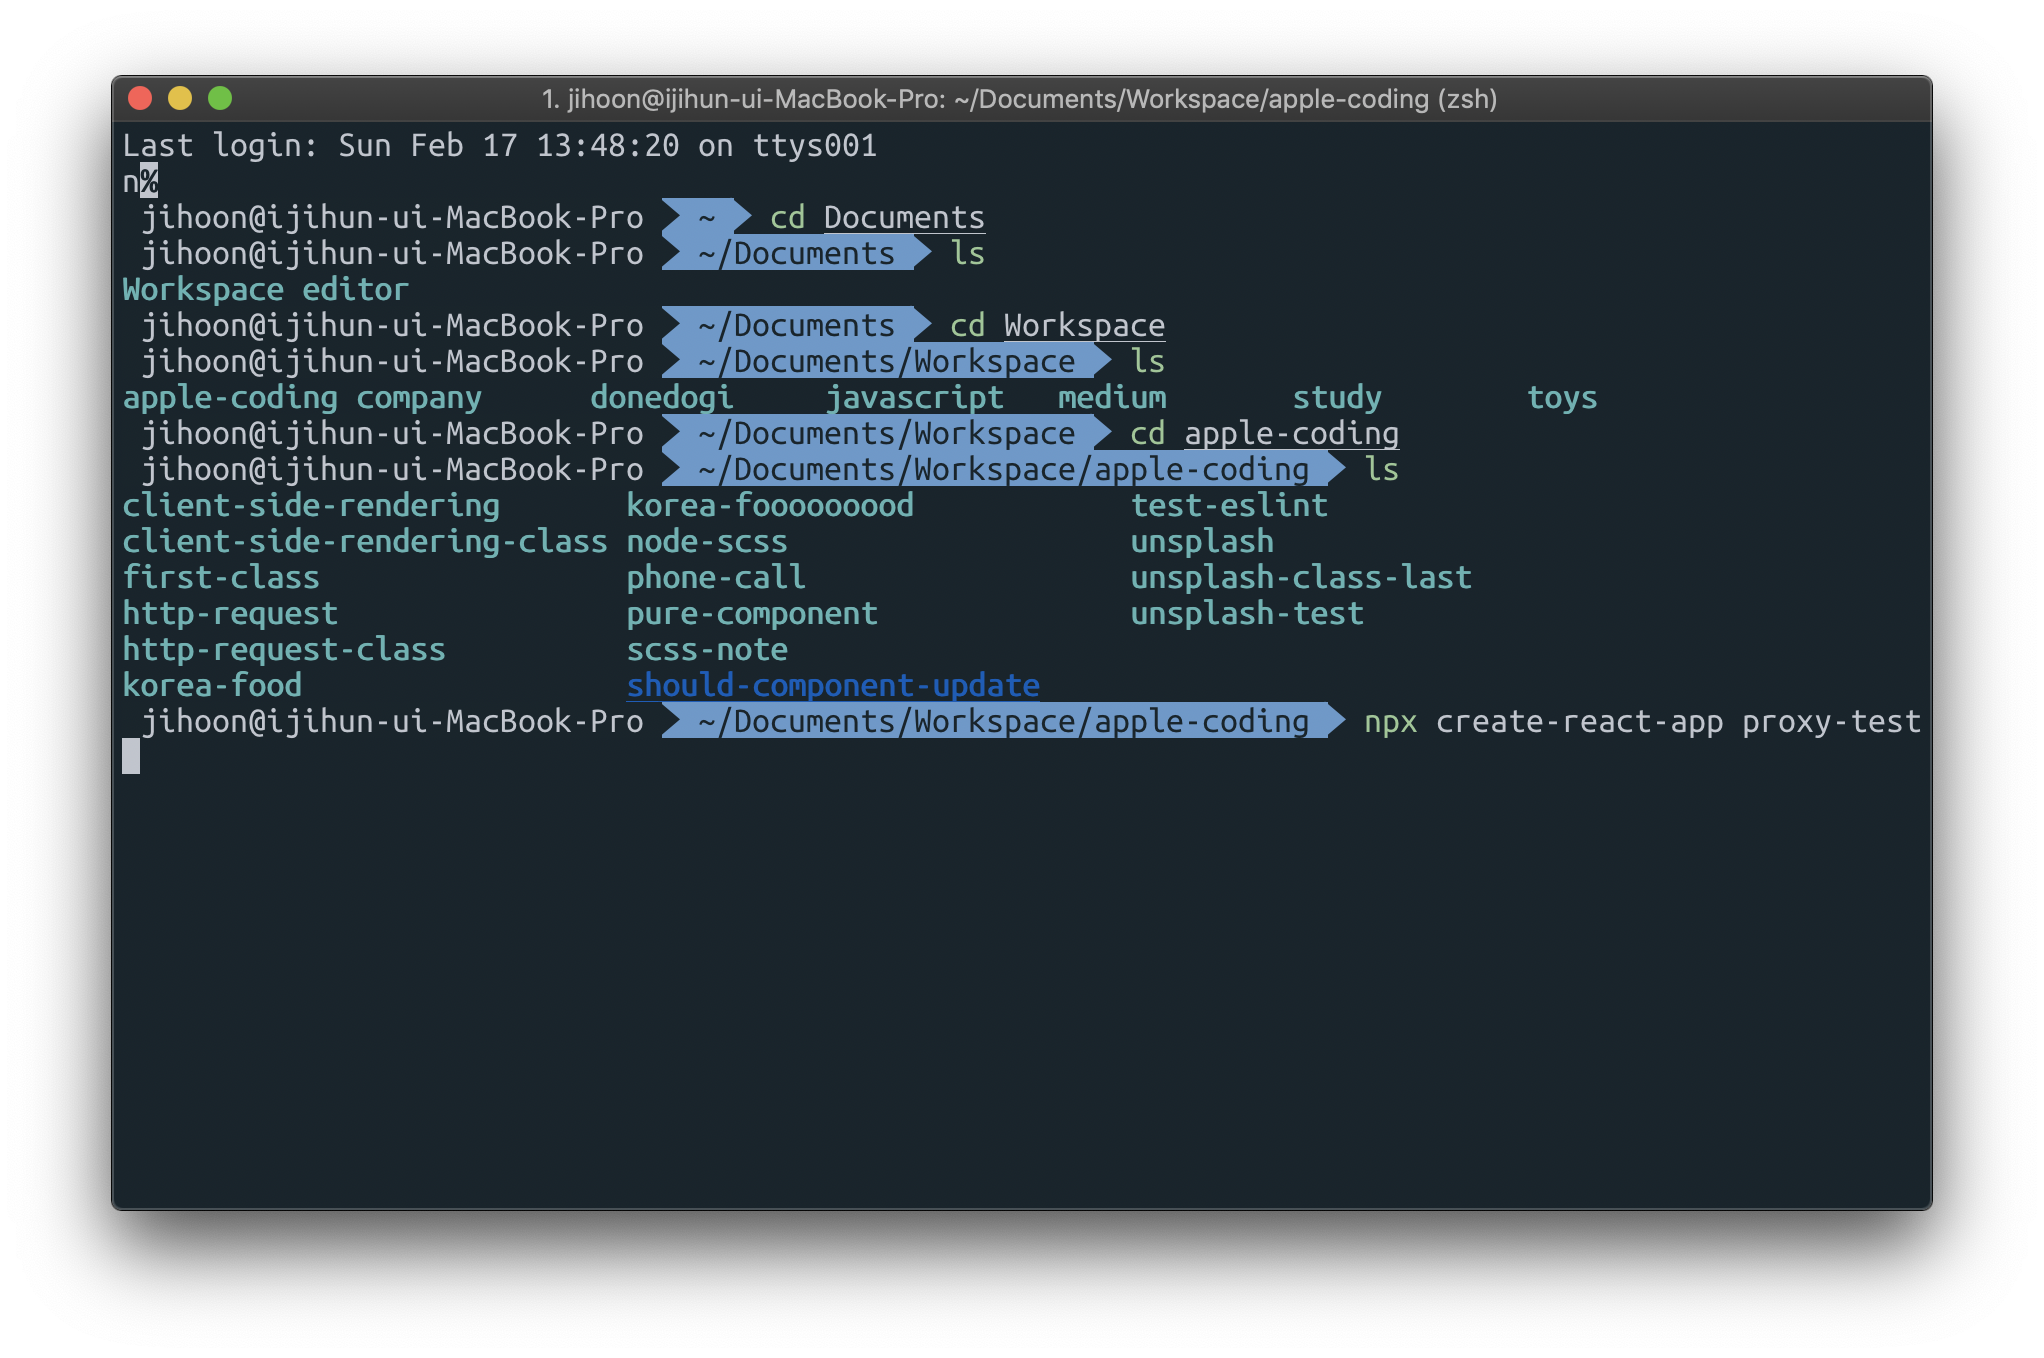 1. jihoon@ijihun-ui-MacBook-Pro: ~/Documents/Workspace/apple-coding (zsh)
Last login: Sun Feb 17 13:48:20 on ttys001
n%
jihoon@ijihun-ui-MacBook-Pro ~ cd Documents
jihoon@ijihun-ui-MacBook-Pro ~/Documents ls
Workspace editor
jihoon@ijihun-ui-MacBook-Pro ~/Documents cd Workspace
jihoon@ijihun-ui-MacBook-Pro ~/Documents/Workspace ls
apple-coding company donedogi javascript medium study toys
jihoon@ijihun-ui-MacBook-Pro ~/Documents/Workspace cd apple-coding
jihoon@ijihun-ui-MacBook-Pro ~/Documents/Workspace/apple-coding ls
client-side-rendering korea-fooooooood test-eslint
client-side-rendering-class node-scss unsplash
first-class phone-call unsplash-class-last
http-request pure-component unsplash-test
http-request-class scss-note
korea-food should-component-update
jihoon@ijihun-ui-MacBook-Pro ~/Documents/Workspace/apple-coding npx create-react-app proxy-test